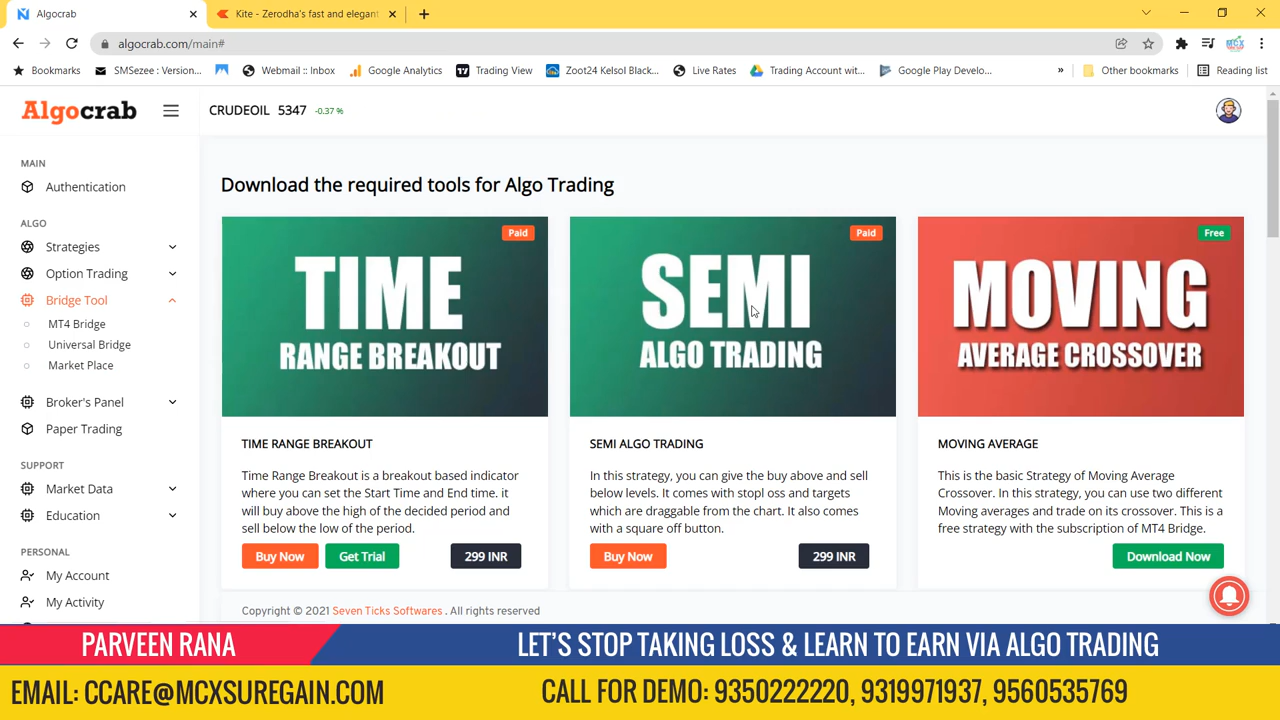 Algocrab
Kite - Zerodha's fast and elegant
algocrab.com/main#
Bookmarks
SMSezee : Version...
Webmail :: Inbox
Google Analytics
Trading View
Zoot24 Kelsol Black...
Live Rates
Trading Account wit...
Google Play Develo...
»
Other bookmarks
Reading list
Algocrab
CRUDEOIL 5347 -0.37 %
MAIN
Authentication
ALGO
Strategies
Option Trading
Bridge Tool
MT4 Bridge
Universal Bridge
Market Place
Broker's Panel
Paper Trading
SUPPORT
Market Data
Education
PERSONAL
My Account
My Activity
Download the required tools for Algo Trading
Paid
TIME
RANGE BREAKOUT
TIME RANGE BREAKOUT
Time Range Breakout is a breakout based indicator
where you can set the Start Time and End time. it
will buy above the high of the decided period and
sell below the low of the period.
Buy Now
Get Trial
299 INR
Paid
SEMI
ALGO TRADING
SEMI ALGO TRADING
In this strategy, you can give the buy above and sell
below levels. It comes with stopl oss and targets
which are draggable from the chart. It also comes
with a square off button.
Buy Now
299 INR
Free
MOVING
AVERAGE CROSSOVER
MOVING AVERAGE
This is the basic Strategy of Moving Average
Crossover. In this strategy, you can use two different
Moving averages and trade on its crossover. This is a
free strategy with the subscription of MT4 Bridge.
Download Now
Copyright © 2021 Seven Ticks Softwares . All rights reserved
PARVEEN RANA
LET'S STOP TAKING LOSS & LEARN TO EARN VIA ALGO TRADING
EMAIL: CCARE@MCXSUREGAIN.COM
CALL FOR DEMO: 9350222220, 9319971937, 9560535769